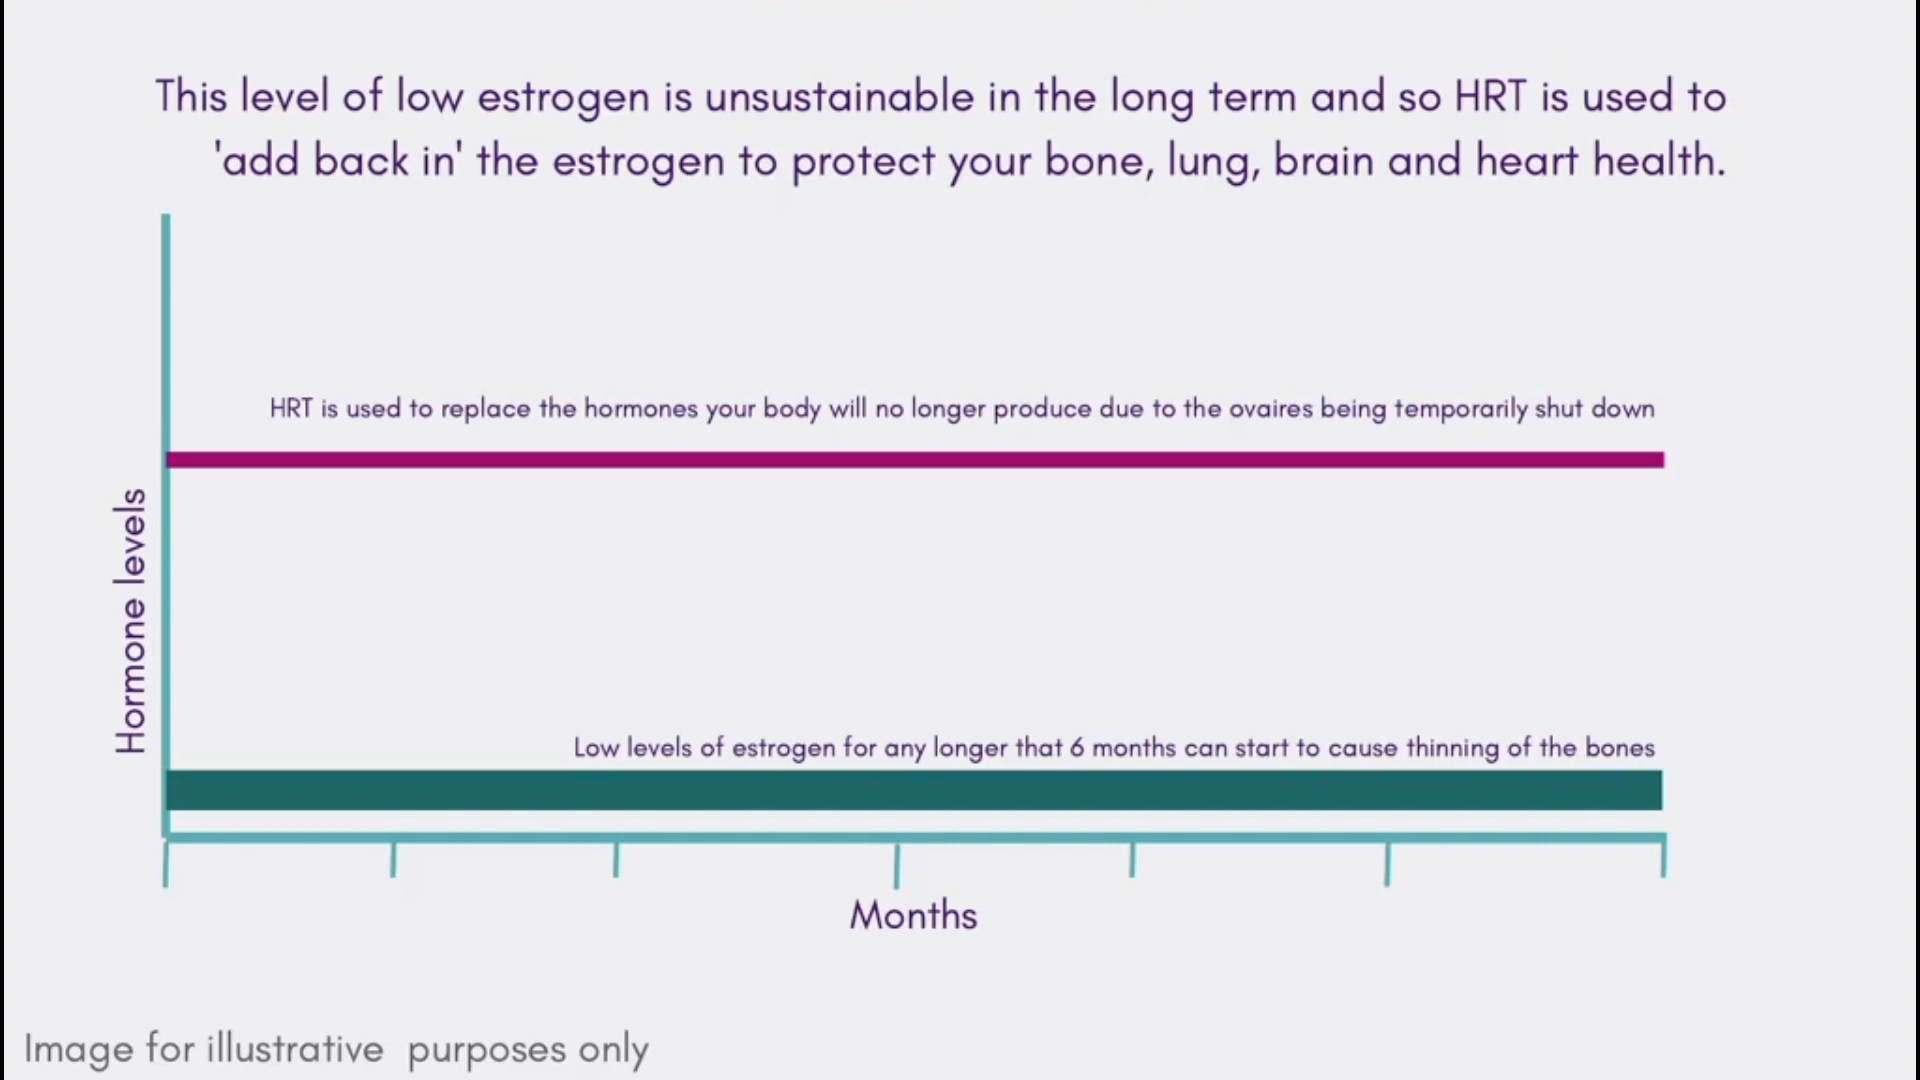 This level of low estrogen is unsustainable in the long term and so HRT is used to
'add back in' the estrogen to protect your bone, lung, brain and heart health.
HRT is used to replace the hormones your body will no longer produce due to the ovaires being temporarily shut down
Hormone levels
Low levels of estrogen for any longer that 6 months can start to cause thinning of the bones
Months
Image for illustrative purposes only